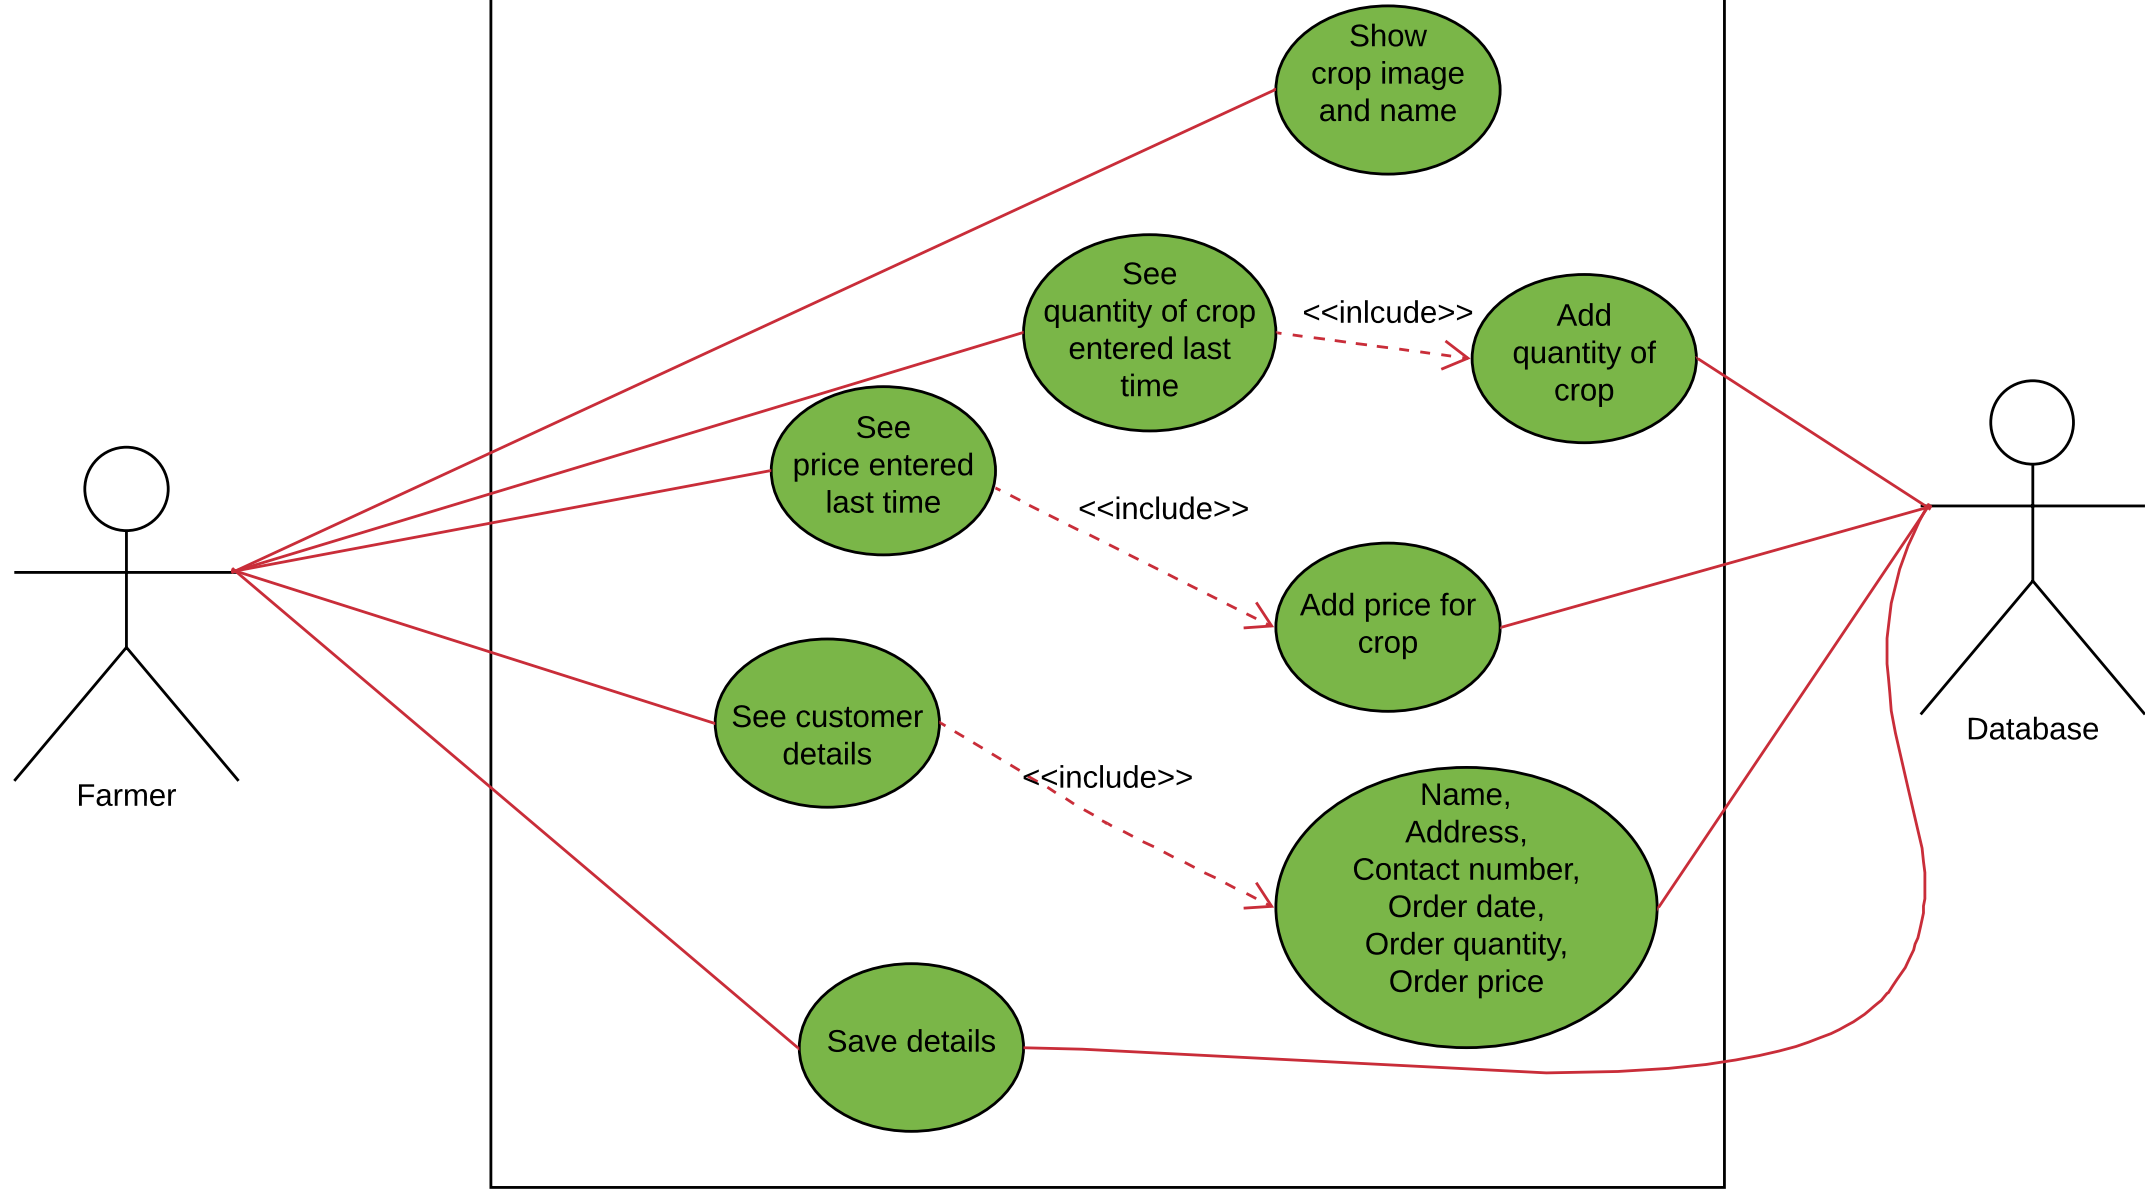 Show
crop image
and name
See
quantity of crop
entered last
time
<<inlcude>>
Add
quantity of
crop
See
price entered
last time
<<include>>
Add price for
crop
See customer
details
<<include>>
Name,
Address,
Contact number,
Order date,
Order quantity,
Order price
Save details
Farmer
Database